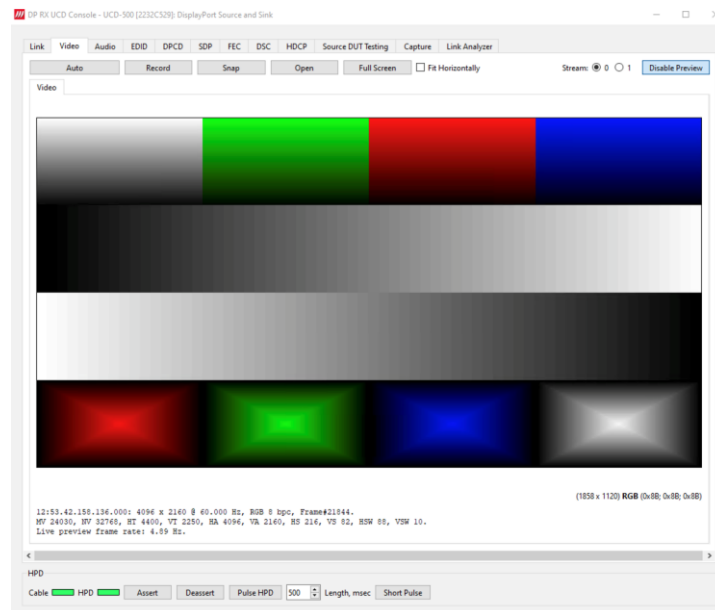 DP RX UCD Console - UCD-500 [2232C529]: DisplayPort Source and Sink
Link Video Audio EDID DPCD SDP FEC DSC HDCP Source DUT Testing Capture Link Analyzer
Auto Record Snap Open Full Screen Fit Horizontally Stream: 0 1 Disable Preview
Video
(1858 x 1120) RGB (0x8B; 0x8B; 0x8B)
12:53.42.158.136.000: 4096 x 2160 @ 60.000 Hz, RGB 8 bpc, Frame#21844.
MV 24030, NV 32768, HT 4400, VT 2250, HA 4096, VA 2160, HS 216, VS 82, HSW 88, VSW 10.
Live preview frame rate: 4.89 Hz.
HPD
Cable HPD Assert Deassert Pulse HPD 500 Length, msec Short Pulse